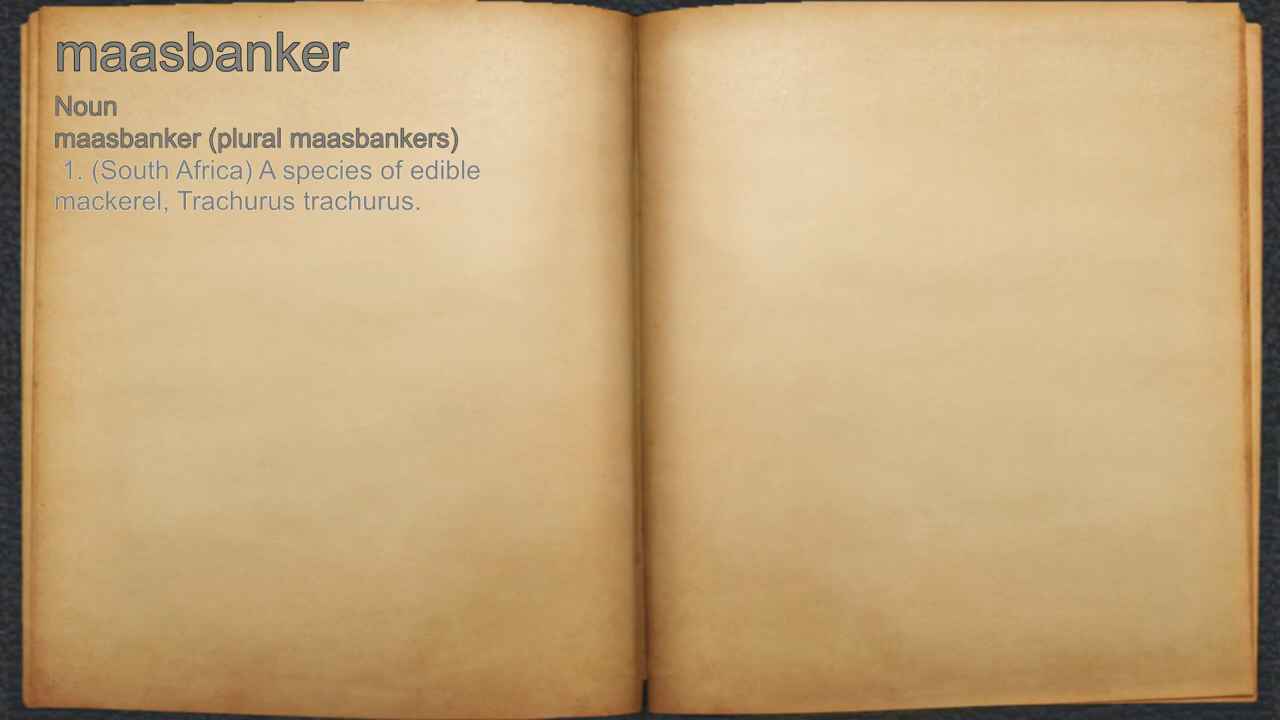 maasbanker
Noun
maasbanker (plural maasbankers)
1. (South Africa) A species of edible
mackerel, Trachurus trachurus.